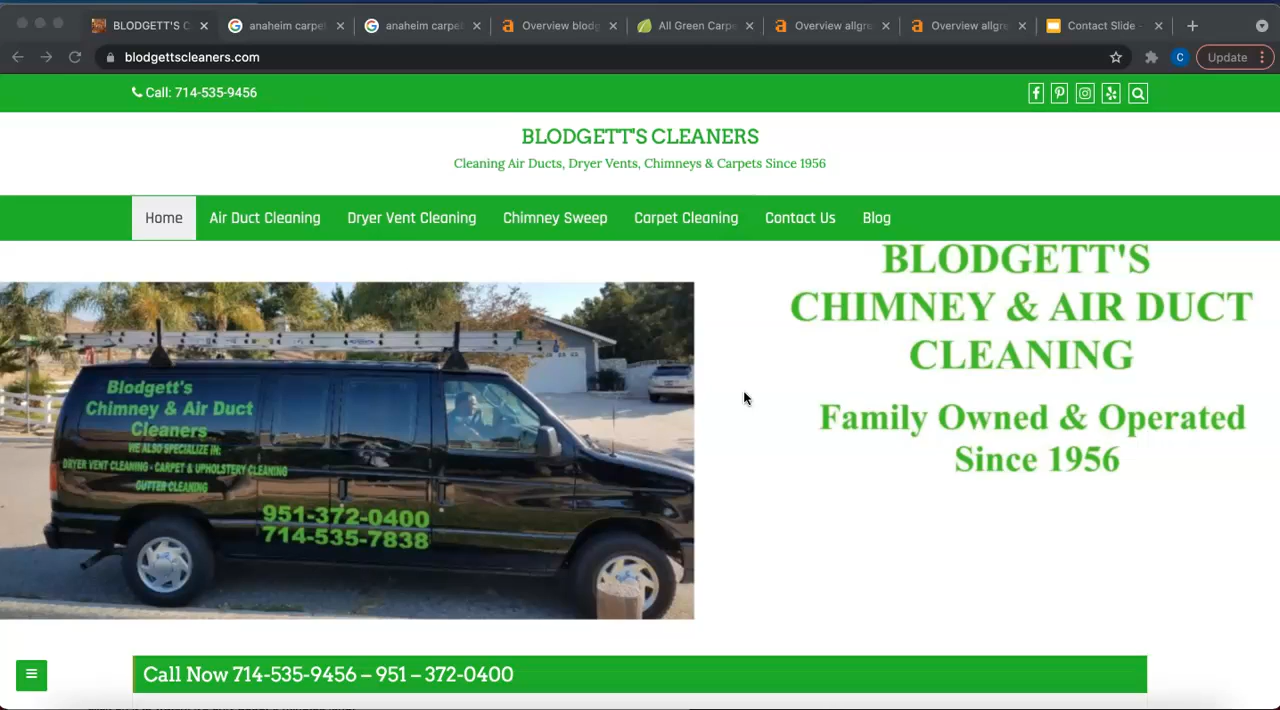 BLODGETT'S C
anaheim carpe
anaheim carpe
Overview blodg
All Green Carpe
Overview allgre
Overview allgre
Contact Slide -
blodgettscleaners.com
C
Update
Call: 714-535-9456
BLODGETT'S CLEANERS
Cleaning Air Ducts, Dryer Vents, Chimneys & Carpets Since 1956
Home
Air Duct Cleaning
Dryer Vent Cleaning
Chimney Sweep
Carpet Cleaning
Contact Us
Blog
BLODGETT'S
CHIMNEY & AIR DUCT
CLEANING
Family Owned & Operated
Since 1956
Blodgett's
Chimney & Air Duct
Cleaners
WE ALSO SPECIALIZE IN:
DRYER VENT CLEANING - CARPET & UPHOLSTERY CLEANING
GUTTER CLEANING
951-372-0400
714-535-7838
Call Now 714-535-9456 – 951 – 372-0400